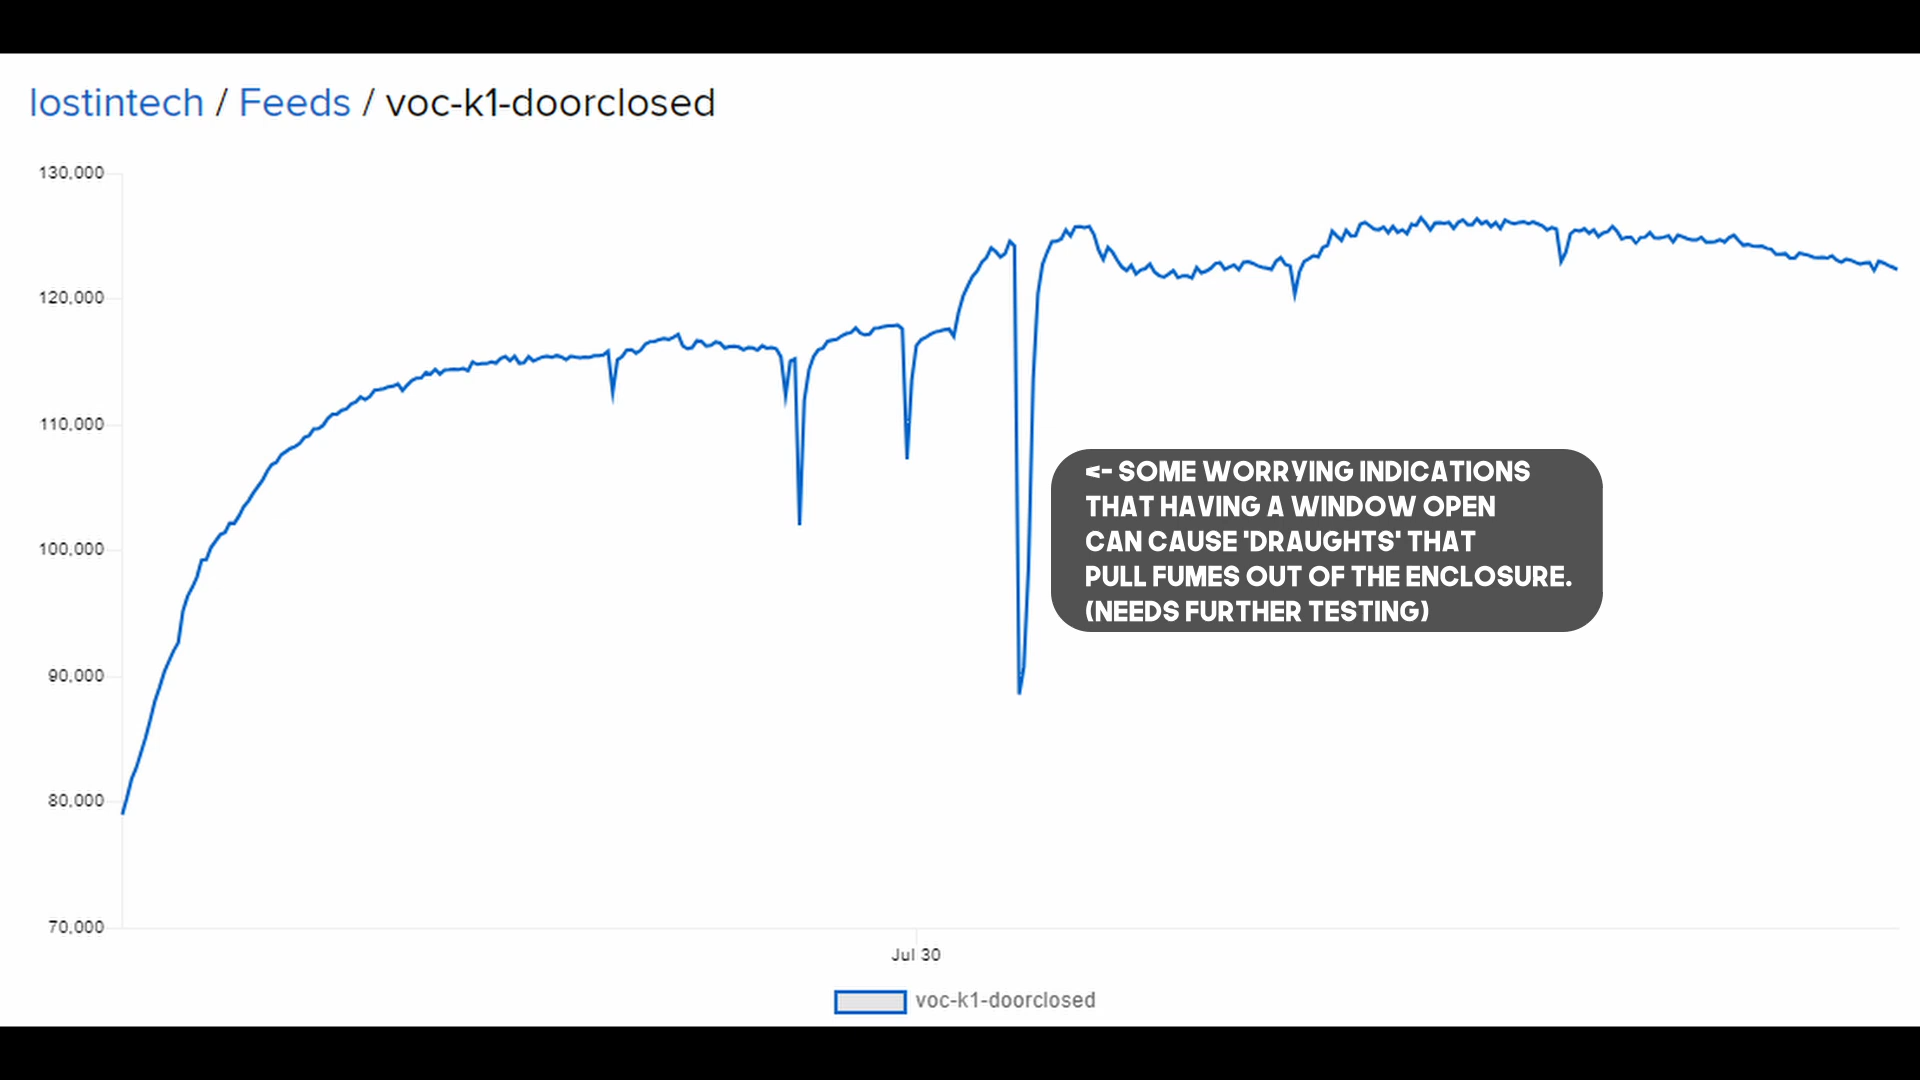 lostintech / Feeds / voc-k1-doorclosed
130,000
120,000
110,000
100,000
90,000
80,000
70,000
<- SOME WORRYING INDICATIONS
THAT HAVING A WINDOW OPEN
CAN CAUSE 'DRAUGHTS' THAT
PULL FUMES OUT OF THE ENCLOSURE.
(NEEDS FURTHER TESTING)
Jul 30
voc-k1-doorclosed